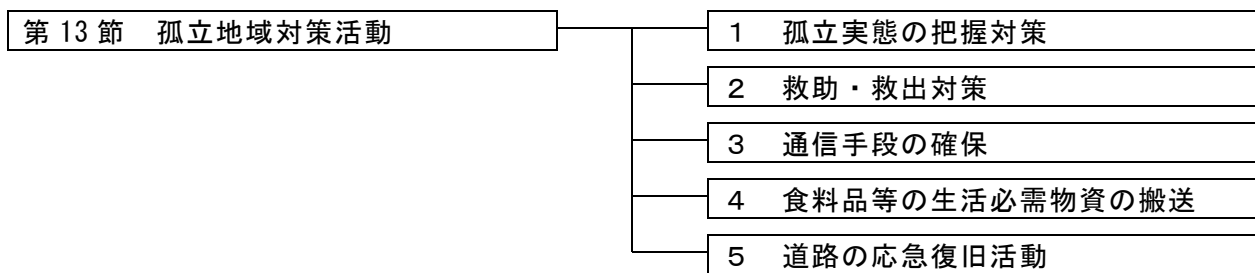 第13節　孤立地域対策活動
１　孤立実態の把握対策
２　救助・救出対策
３　通信手段の確保
４　食料品等の生活必需物資の搬送
５　道路の応急復旧活動